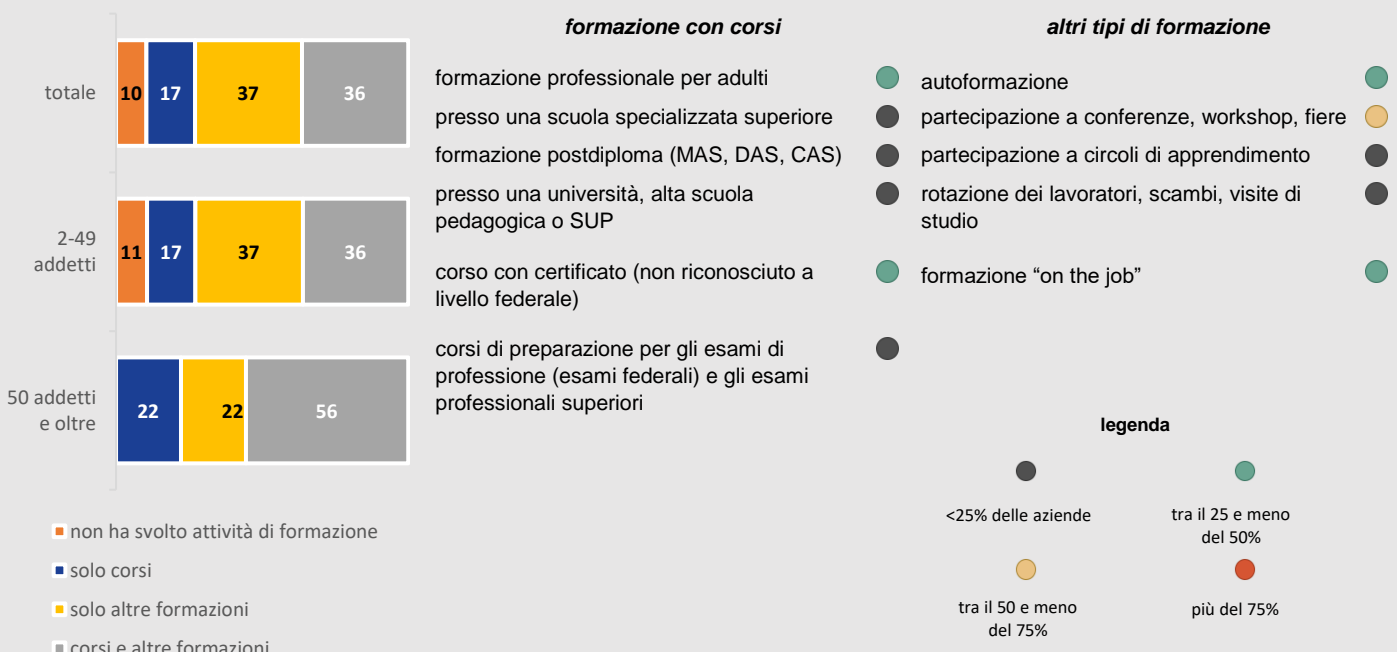 totale
10 17 37 36
2-49
addetti
11 17 37 36
50 addetti
e oltre
22 22 56
non ha svolto attività di formazione
solo corsi
solo altre formazioni
corsi e altre formazioni
formazione con corsi
formazione professionale per adulti
presso una scuola specializzata superiore
formazione postdiploma (MAS, DAS, CAS)
presso una università, alta scuola
pedagogica o SUP
corso con certificato (non riconosciuto a
livello federale)
corsi di preparazione per gli esami di
professione (esami federali) e gli esami
professionali superiori
altri tipi di formazione
autoformazione
partecipazione a conferenze, workshop, fiere
partecipazione a circoli di apprendimento
rotazione dei lavoratori, scambi, visite di
studio
formazione “on the job”
legenda
<25% delle aziende
tra il 25 e meno
del 50%
tra il 50 e meno
del 75%
più del 75%